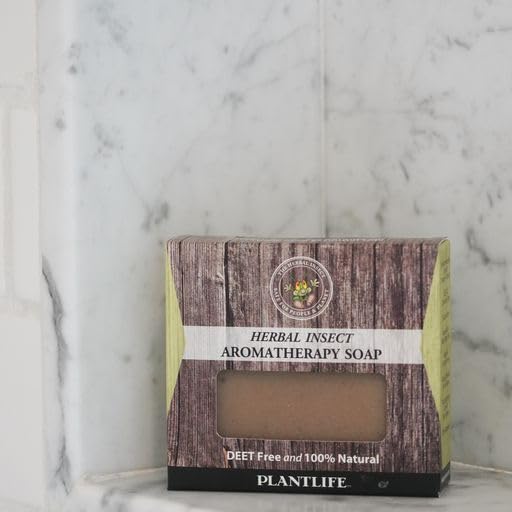 HERBAL INSECT
AROMATHERAPY SOAP
DEET Free and 100% Natural
PLANTLIFE